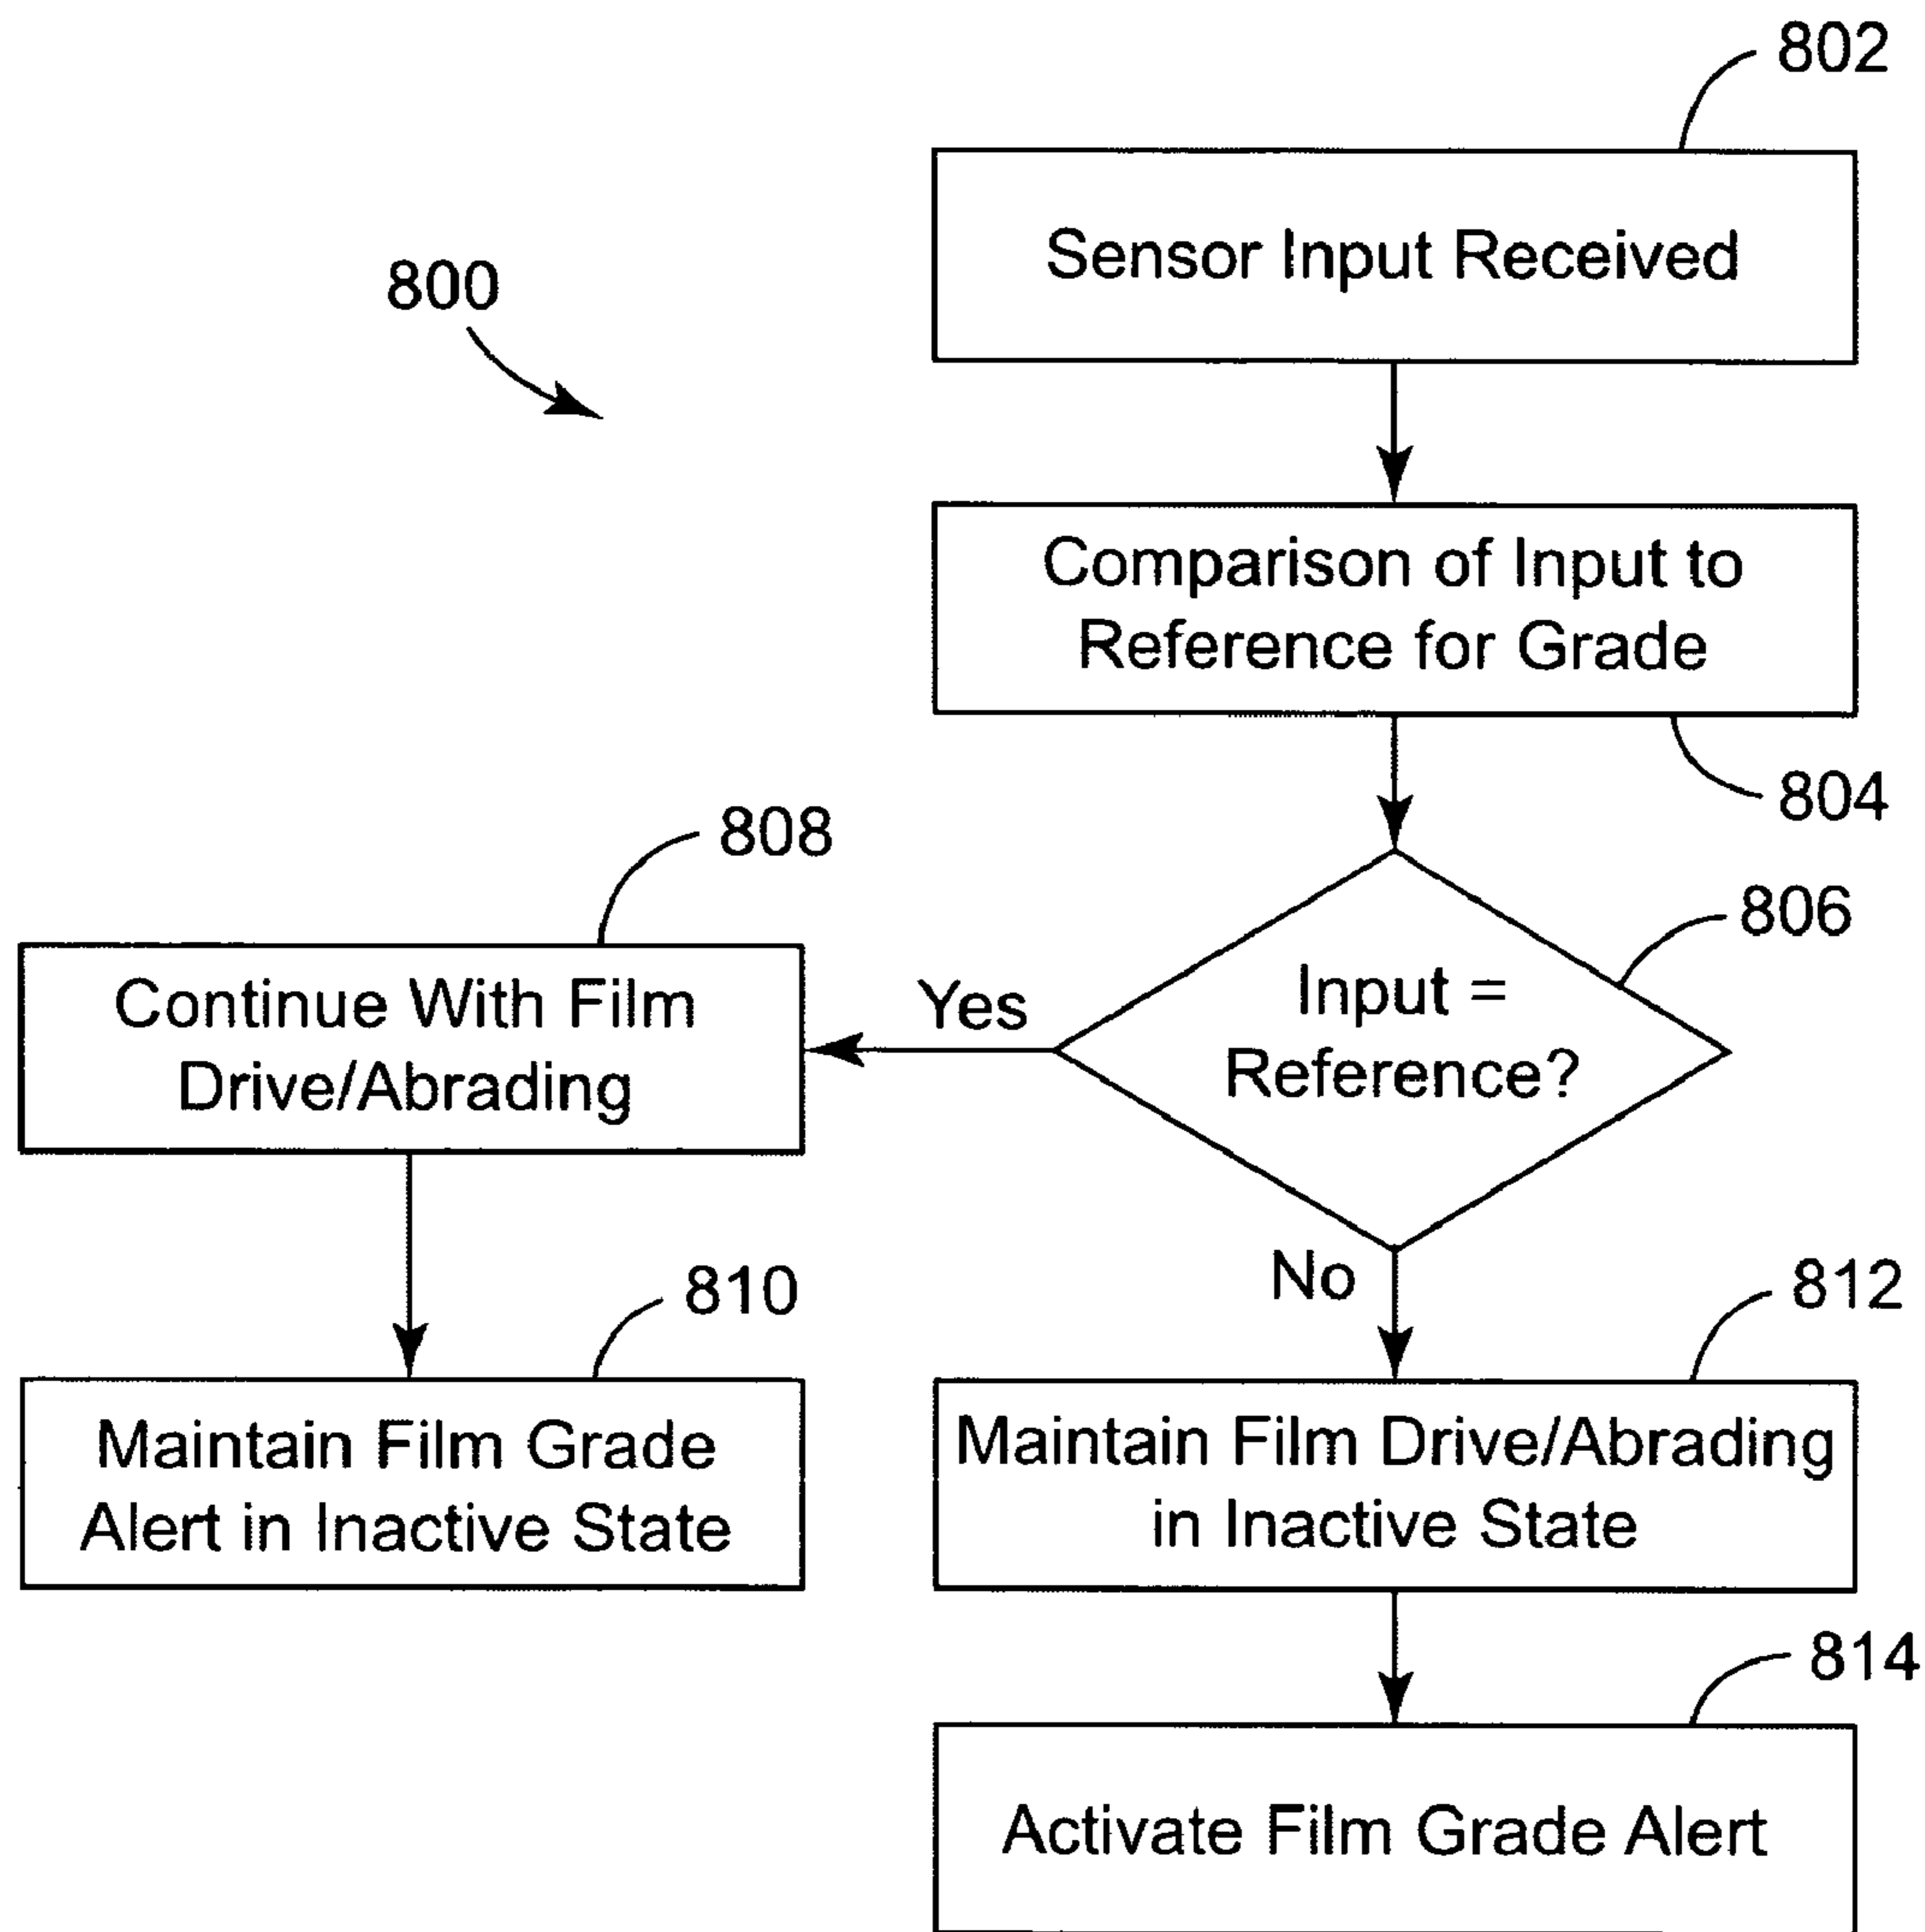 802
Sensor Input Received
800
Comparison of Input to
Reference for Grade
804
808
806
Continue With Film
Drive/Abrading
Yes
Input =
Reference?
No
810
812
Maintain Film Grade
Alert in Inactive State
Maintain Film Drive/Abrading
in Inactive State
814
Activate Film Grade Alert